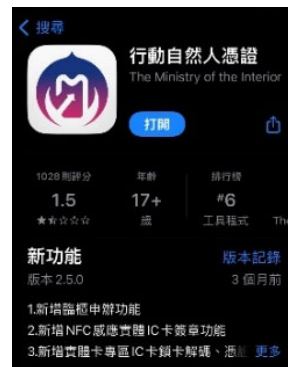 搜尋
行動自然人憑證
The Ministry of the Interior
打開
1028 則評分
年齡
排行榜
1.5
17+
#6
歲
工具程式
新功能
版本記錄
版本 2.5.0
3 個月前
1.新增臨櫃申辦功能
2.新增NFC感應實體IC卡簽章功能
3.新增實體卡專區IC卡鎖卡解碼、憑
更多